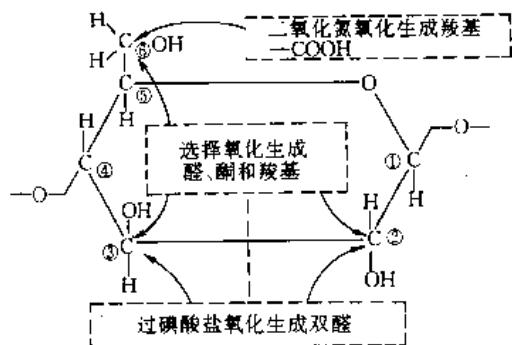 H C OH
⑥
H
二氧化氮氧化生成羧基
—COOH
C O
⑤
H H
C
④
选择氧化生成
醛、酮和羧基
① C
O
H
O
OH
H
③ C
C ②
H
OH
过碘酸盐氧化生成双醛